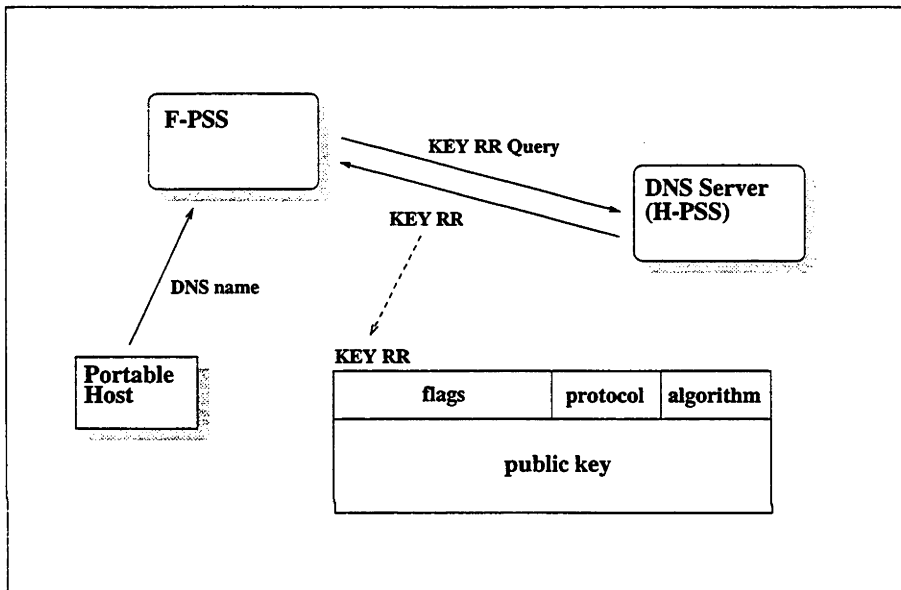 F-PSS
KEY RR Query
DNS Server
(H-PSS)
KEY RR
DNS name
KEY RR
Portable
Host
flags
protocol
algorithm
public key